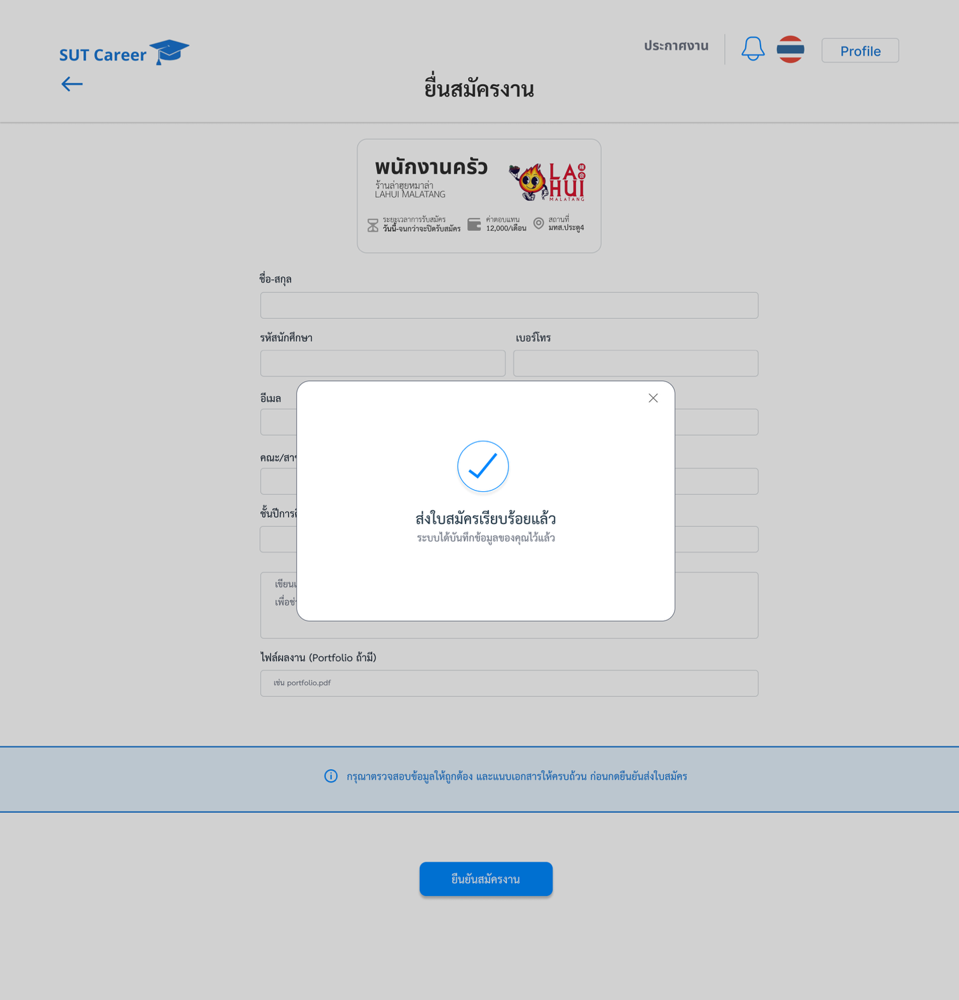 SUT Career
ประกาศงาน
Profile
ยื่นสมัครงาน
พนักงานครัว
ร้านล่าฮุยหมาล่า
LAHUI MALATANG
LA
HUI
MALATANG
ระยะเวลาการรับสมัคร
วันนี้-จนกว่าจะปิดรับสมัคร
ค่าตอบแทน
12,000/เดือน
สถานที่
มทส.ประตู4
ชื่อ-สกุล
รหัสนักศึกษา
เบอร์โทร
อีเมล
คณะ/สา
ชั้นปีการ
ส่งใบสมัครเรียบร้อยแล้ว
ระบบได้บันทึกข้อมูลของคุณไว้แล้ว
เขียน
เพื่อช่
ไฟล์ผลงาน (Portfolio ถ้ามี)
เช่น portfolio.pdf
กรุณาตรวจสอบข้อมูลให้ถูกต้อง และแนบเอกสารให้ครบถ้วน ก่อนกดยืนยันส่งใบสมัคร
ยืนยันสมัครงาน